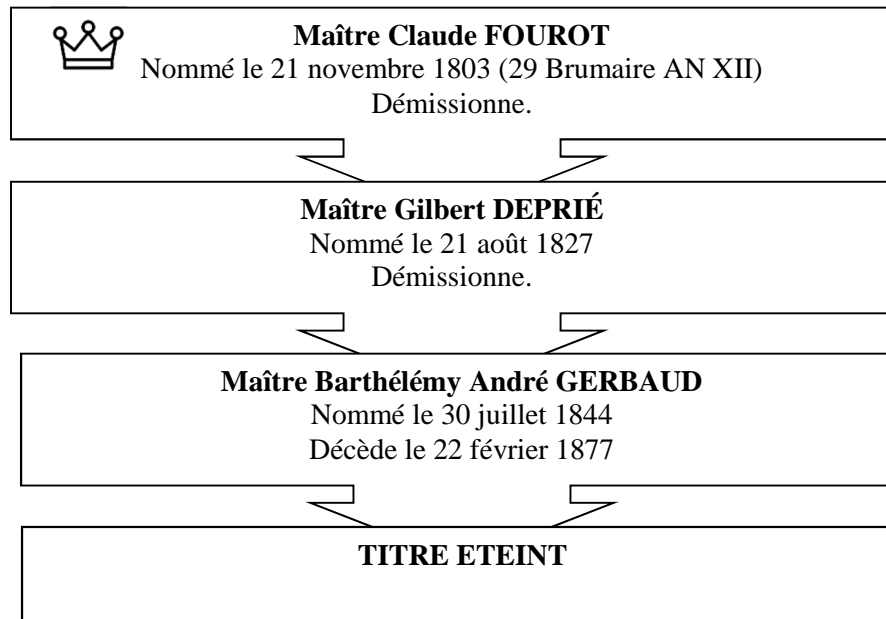 Maître Claude FOUROT
Nommé le 21 novembre 1803 (29 Brumaire AN XII)
Démissionne.
Maître Gilbert DEPRIÉ
Nommé le 21 août 1827
Démissionne.
Maître Barthélémy André GERBAUD
Nommé le 30 juillet 1844
Décède le 22 février 1877
TITRE ETEINT